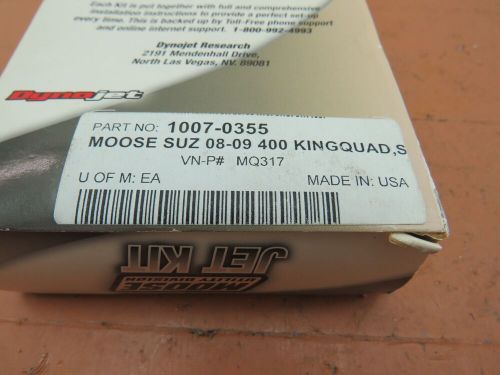 Each Kit is put together with full and comprehensive
installation instructions to provide a perfect set-up
every time. This is backed up by Toll-Free phone support
and online internet support. 1-800-992-4993
Dynojet Research
2191 Mendenhall Drive,
North Las Vegas, NV. 89081
Dynojet
PART NO: 1007-0355
MOOSE SUZ 08-09 400 KINGQUAD,S
VN-P# MQ317
U OF M: EA MADE IN: USA
MOOSE
UTILITY DIVISION
JET KIT